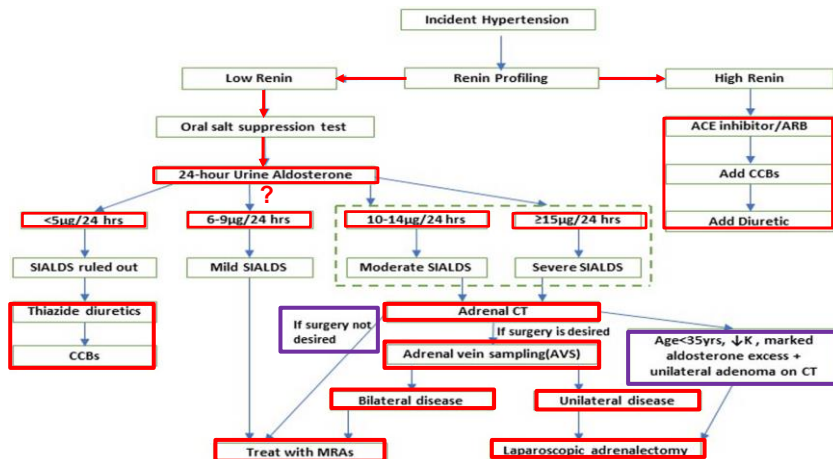 Incident Hypertension
Low Renin
Renin Profiling
High Renin
Oral salt suppression test
ACE inhibitor/ARB
24-hour Urine Aldosterone
Add CCBs
?
<5µg/24 hrs
6-9µg/24 hrs
10-14µg/24 hrs
≥15µg/24 hrs
Add Diuretic
SIALDS ruled out
Mild SIALDS
Moderate SIALDS
Severe SIALDS
Thiazide diuretics
Adrenal CT
If surgery not
desired
If surgery is desired
CCBs
Adrenal vein sampling(AVS)
Age<35yrs, ↓K , marked
aldosterone excess +
unilateral adenoma on CT
Bilateral disease
Unilateral disease
Treat with MRAs
Laparoscopic adrenalectomy